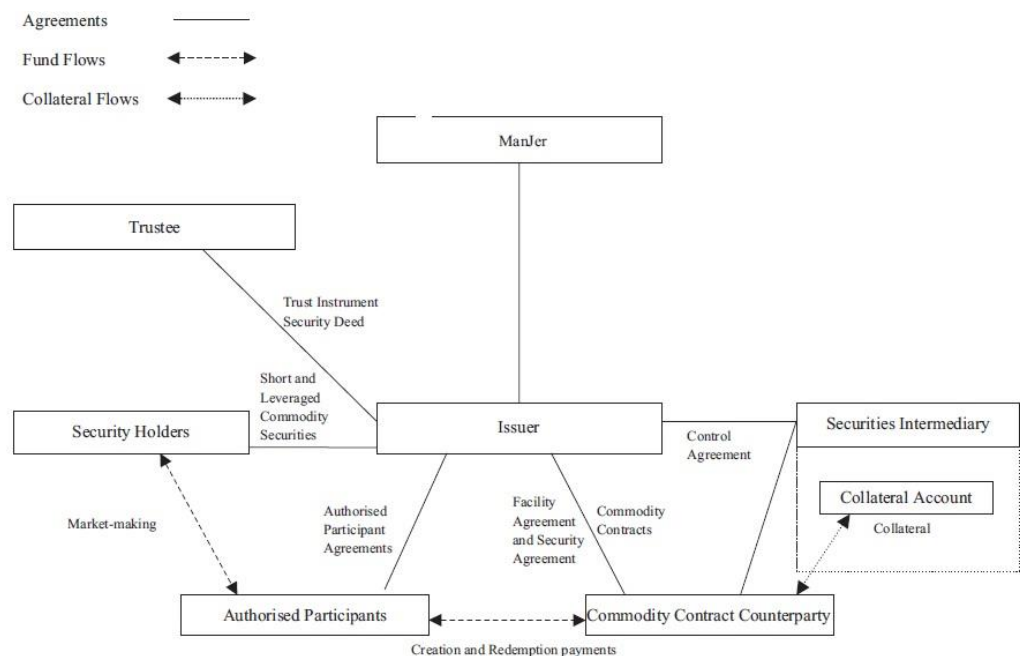 Agreements
Fund Flows
Collateral Flows
ManJer
Trustee
Trust Instrument
Security Deed
Short and
Leveraged
Commodity
Securities
Security Holders
Issuer
Securities Intermediary
Control
Agreement
Collateral Account
Collateral
Market-making
Authorised
Participant
Agreements
Facility
Agreement
and Security
Agreement
Commodity
Contracts
Authorised Participants
Commodity Contract Counterparty
Creation and Redemption payments